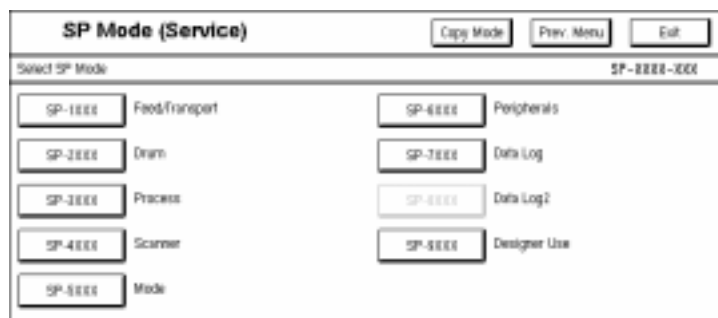 SP Mode (Service)
Copy Mode
Prev. Menu
Exit
Select SP Mode
SP-XXXX-XXX
SP-1XXX Feed/Transport
SP-2XXX Drum
SP-3XXX Process
SP-4XXX Scanner
SP-5XXX Mode
SP-6XXX Peripherals
SP-7XXX Data Log
Data Log2
Designer Use